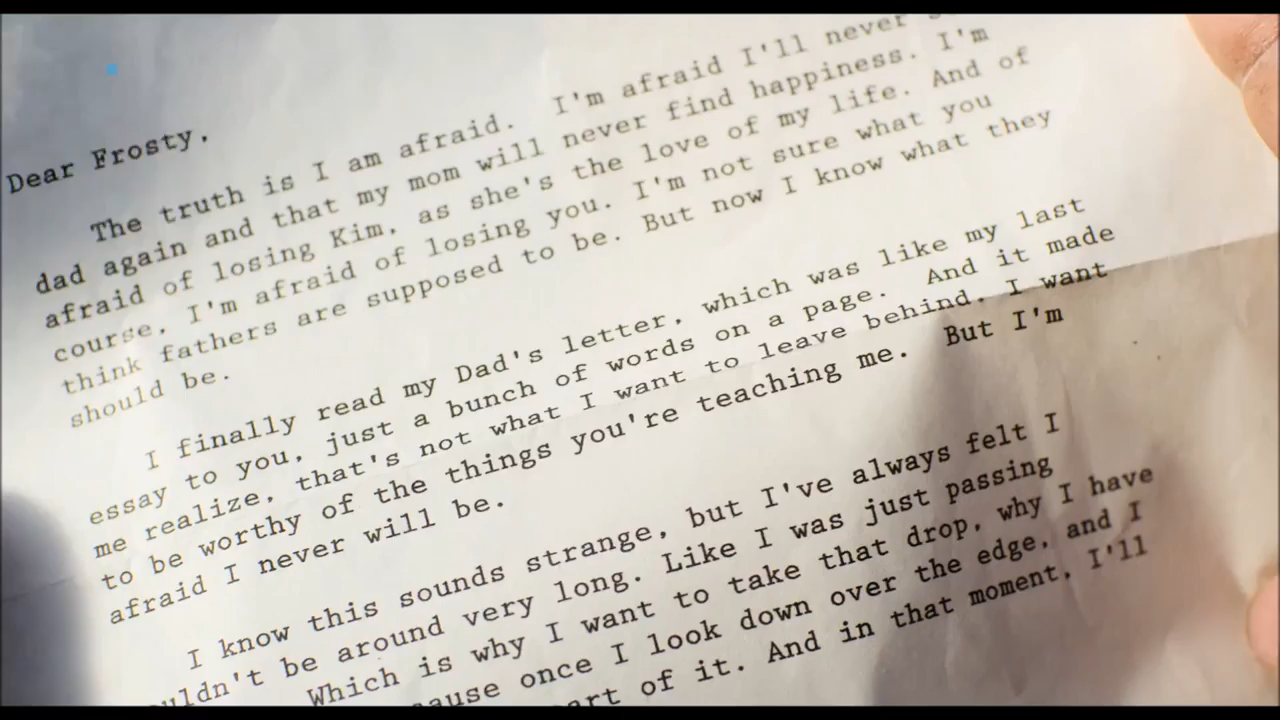 Dear Frosty,
The truth is I am afraid. I'm afraid I'll never
dad again and that my mom will never find happiness. I'm
afraid of losing Kim, as she's the love of my life. And of
course, I'm afraid of losing you. I'm not sure what you
think fathers are supposed to be. But now I know what they
should be.
I finally read my Dad's letter, which was like my last
essay to you, just a bunch of words on a page. And it made
me realize, that's not what I want to leave behind. I want
to be worthy of the things you're teaching me. But I'm
afraid I never will be.
I know this sounds strange, but I've always felt I
uldn't be around very long. Like I was just passing
Which is why I want to take that drop, why I have
ause once I look down over the edge, and I
art of it. And in that moment, I'll